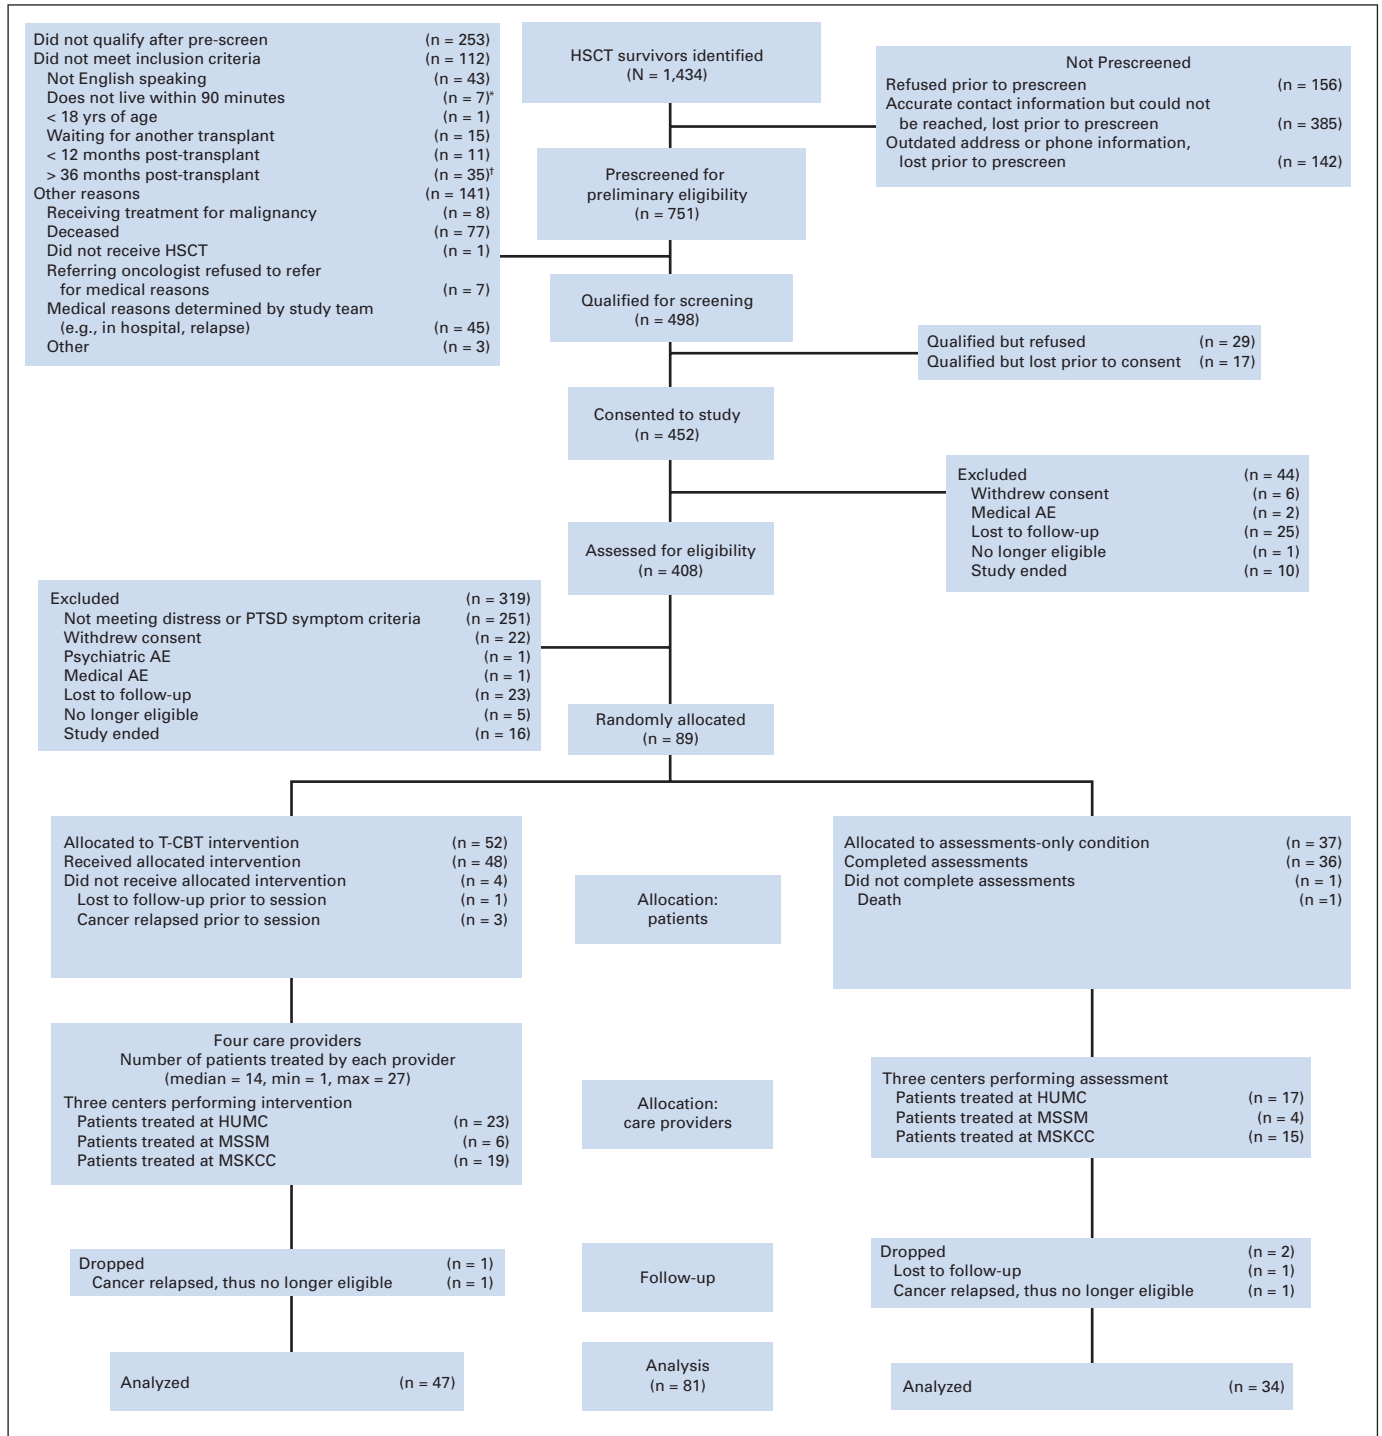 HSCT survivors identified
(N = 1,434)
Not Prescreened
Refused prior to prescreen (n = 156)
Accurate contact information but could not
be reached, lost prior to prescreen (n = 385)
Outdated address or phone information,
lost prior to prescreen (n = 142)
Prescreened for
preliminary eligibility
(n = 751)
Did not qualify after pre-screen (n = 253)
Did not meet inclusion criteria (n = 112)
Not English speaking (n = 43)
Does not live within 90 minutes (n = 7)*
< 18 yrs of age (n = 1)
Waiting for another transplant (n = 15)
< 12 months post-transplant (n = 11)
> 36 months post-transplant (n = 35)†
Other reasons (n = 141)
Receiving treatment for malignancy (n = 8)
Deceased (n = 77)
Did not receive HSCT (n = 1)
Referring oncologist refused to refer
for medical reasons (n = 7)
Medical reasons determined by study team
(e.g., in hospital, relapse) (n = 45)
Other (n = 3)
Qualified for screening
(n = 498)
Qualified but refused (n = 29)
Qualified but lost prior to consent (n = 17)
Consented to study
(n = 452)
Excluded (n = 44)
Withdrew consent (n = 6)
Medical AE (n = 2)
Lost to follow-up (n = 25)
No longer eligible (n = 1)
Study ended (n = 10)
Assessed for eligibility
(n = 408)
Excluded (n = 319)
Not meeting distress or PTSD symptom criteria (n = 251)
Withdrew consent (n = 22)
Psychiatric AE (n = 1)
Medical AE (n = 1)
Lost to follow-up (n = 23)
No longer eligible (n = 5)
Study ended (n = 16)
Randomly allocated
(n = 89)
Allocated to T-CBT intervention (n = 52)
Received allocated intervention (n = 48)
Did not receive allocated intervention (n = 4)
Lost to follow-up prior to session (n = 1)
Cancer relapsed prior to session (n = 3)
Allocation:
patients
Allocated to assessments-only condition (n = 37)
Completed assessments (n = 36)
Did not complete assessments (n = 1)
Death (n =1)
Four care providers
Number of patients treated by each provider
(median = 14, min = 1, max = 27)
Three centers performing intervention
Patients treated at HUMC (n = 23)
Patients treated at MSSM (n = 6)
Patients treated at MSKCC (n = 19)
Allocation:
care providers
Three centers performing assessment
Patients treated at HUMC (n = 17)
Patients treated at MSSM (n = 4)
Patients treated at MSKCC (n = 15)
Dropped (n = 1)
Cancer relapsed, thus no longer eligible (n = 1)
Follow-up
Dropped (n = 2)
Lost to follow-up (n = 1)
Cancer relapsed, thus no longer eligible (n = 1)
Analyzed (n = 47)
Analysis
(n = 81)
Analyzed (n = 34)